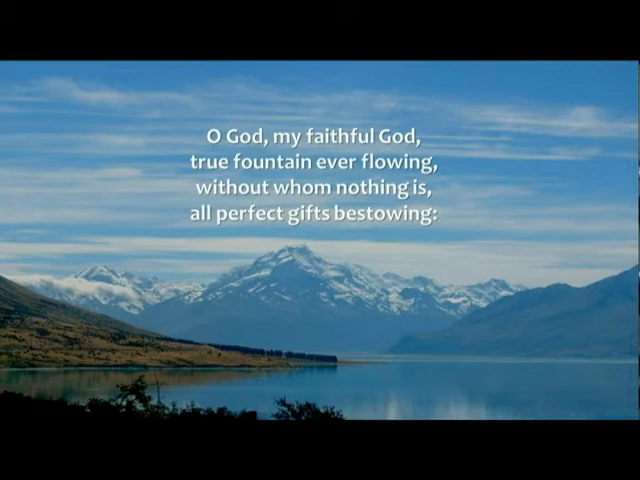 O God, my faithful God,
true fountain ever flowing,
without whom nothing is,
all perfect gifts bestowing: